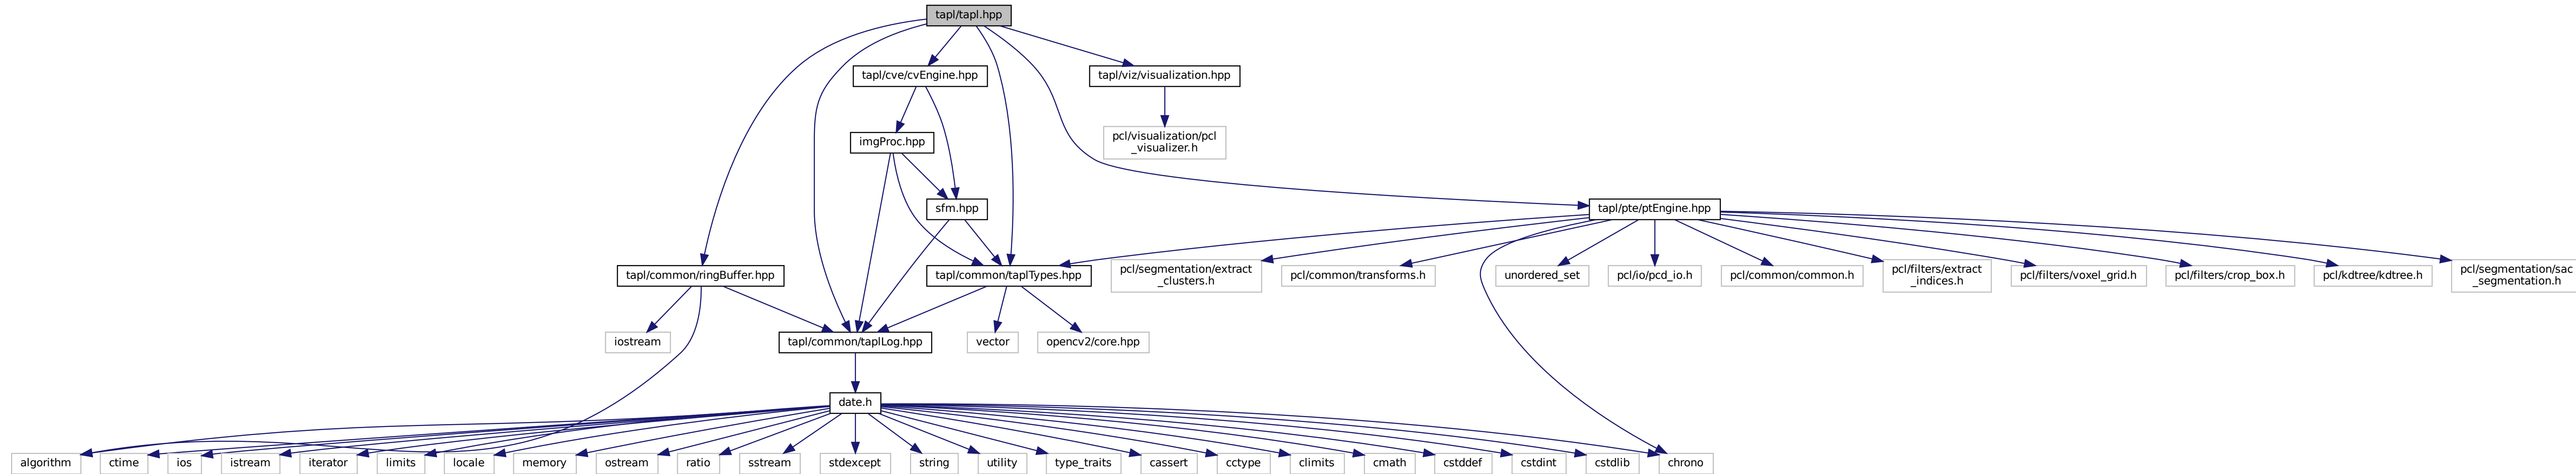 tapl/tapl.hpp
tapl/cve/cvEngine.hpp
tapl/viz/visualization.hpp
imgProc.hpp
pcl/visualization/pcl
_visualizer.h
sfm.hpp
tapl/pte/ptEngine.hpp
tapl/common/ringBuffer.hpp
tapl/common/taplTypes.hpp
pcl/segmentation/extract
_clusters.h
pcl/common/transforms.h
unordered_set
pcl/io/pcd_io.h
pcl/common/common.h
pcl/filters/extract
_indices.h
pcl/filters/voxel_grid.h
pcl/filters/crop_box.h
pcl/kdtree/kdtree.h
pcl/segmentation/sac
_segmentation.h
iostream
tapl/common/taplLog.hpp
vector
opencv2/core.hpp
date.h
algorithm
ctime
ios
istream
iterator
limits
locale
memory
ostream
ratio
sstream
stdexcept
string
utility
type_traits
cassert
cctype
climits
cmath
cstddef
cstdint
cstdlib
chrono